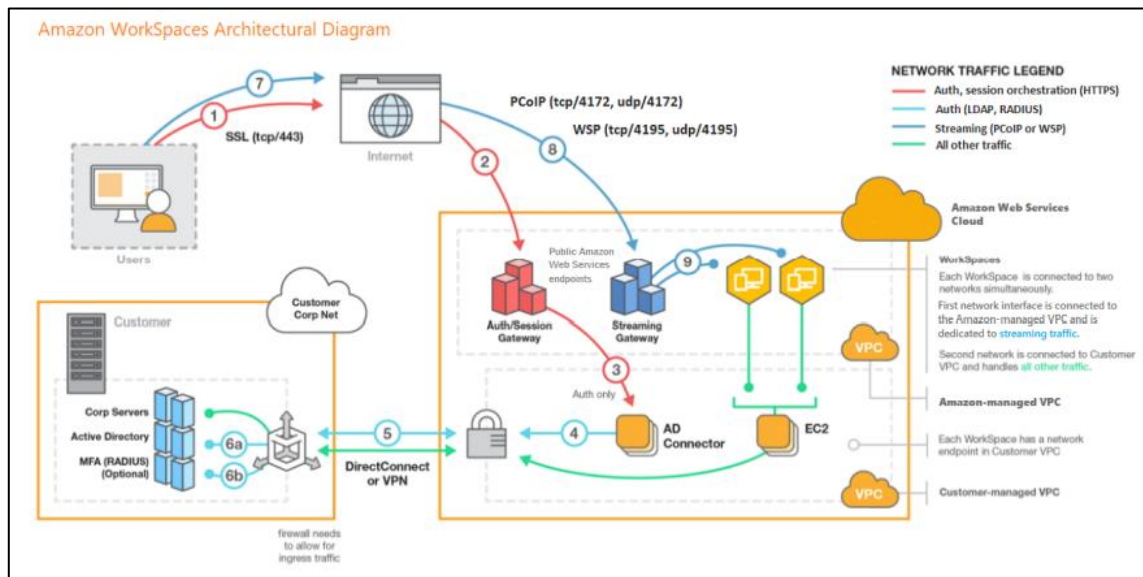 Amazon WorkSpaces Architectural Diagram
7
1
SSL (tcp/443)
Internet
Users
PCoIP (tcp/4172, udp/4172)
WSP (tcp/4195, udp/4195)
2
8
NETWORK TRAFFIC LEGEND
Auth, session orchestration (HTTPS)
Auth (LDAP, RADIUS)
Streaming (PCoIP or WSP)
All other traffic
Amazon Web Services
Cloud
Public Amazon
Web Services
endpoints
9
Auth/Session
Gateway
Streaming
Gateway
WorkSpaces
Each WorkSpace is connected to two
networks simultaneously.
First network interface is connected to
the Amazon-managed VPC and is
dedicated to streaming traffic.
Second network is connected to Customer
VPC and handles all other traffic.
VPC
Amazon-managed VPC
3
Auth only
Customer
Corp Net
Customer
Corp Servers
Active Directory
MFA (RADIUS)
(Optional)
6a
6b
5
DirectConnect
or VPN
4
AD
Connector
EC2
Each WorkSpace has a network
endpoint in Customer VPC
VPC
Customer-managed VPC
firewall needs
to allow for
ingress traffic